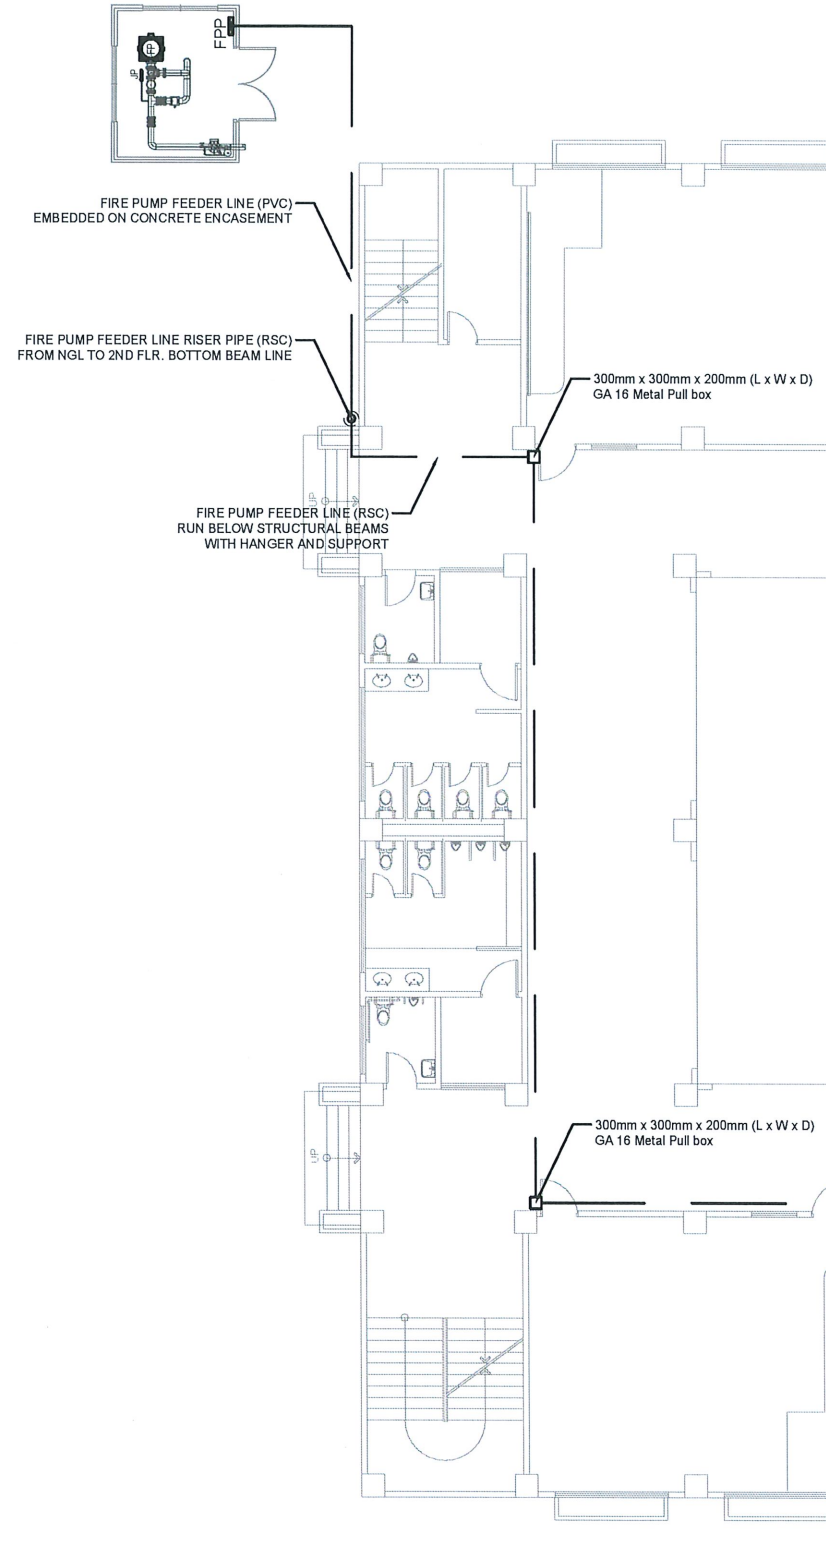 FPP
FP
JP
FIRE PUMP FEEDER LINE (PVC)
EMBEDDED ON CONCRETE ENCASEMENT
FIRE PUMP FEEDER LINE RISER PIPE (RSC)
FROM NGL TO 2ND FLR. BOTTOM BEAM LINE
300mm x 300mm x 200mm (L x W x D)
GA 16 Metal Pull box
UP
FIRE PUMP FEEDER LINE (RSC)
RUN BELOW STRUCTURAL BEAMS
WITH HANGER AND SUPPORT
300mm x 300mm x 200mm (L x W x D)
GA 16 Metal Pull box
UP